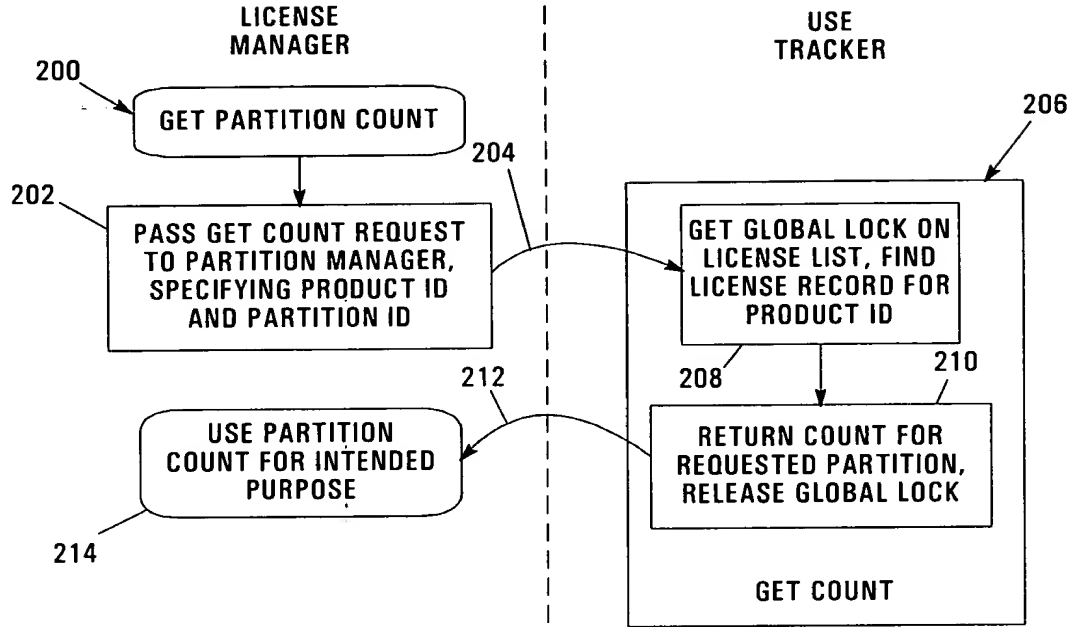 LICENSE
MANAGER
USE
TRACKER
200
GET PARTITION COUNT
206
204
202
PASS GET COUNT REQUEST
TO PARTITION MANAGER,
SPECIFYING PRODUCT ID
AND PARTITION ID
GET GLOBAL LOCK ON
LICENSE LIST, FIND
LICENSE RECORD FOR
PRODUCT ID
208
210
212
USE PARTITION
COUNT FOR INTENDED
PURPOSE
RETURN COUNT FOR
REQUESTED PARTITION,
RELEASE GLOBAL LOCK
214
GET COUNT